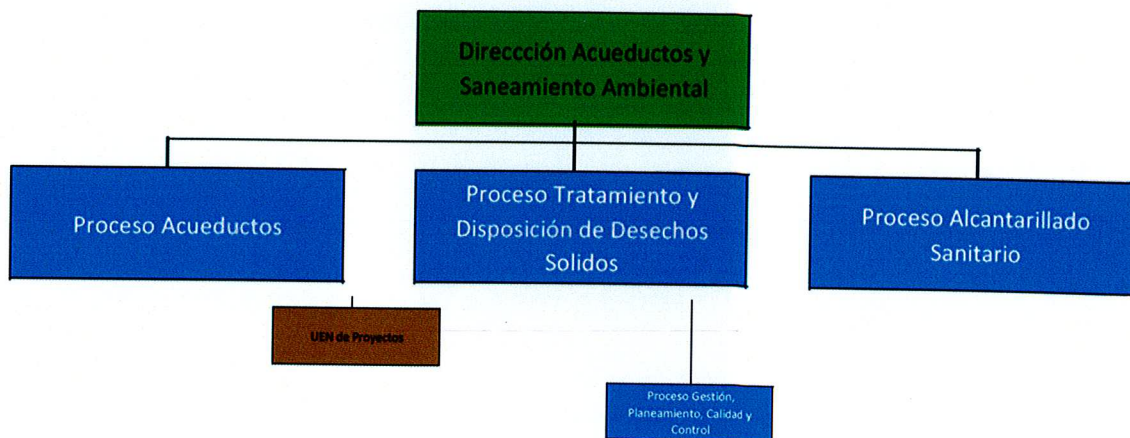 Direccción Acueductos y
Saneamiento Ambiental
Proceso Acueductos
Proceso Tratamiento y
Disposición de Desechos
Solidos
Proceso Alcantarillado
Sanitario
UEN de Proyectos
Proceso Gestión,
Planeamiento, Calidad y
Control